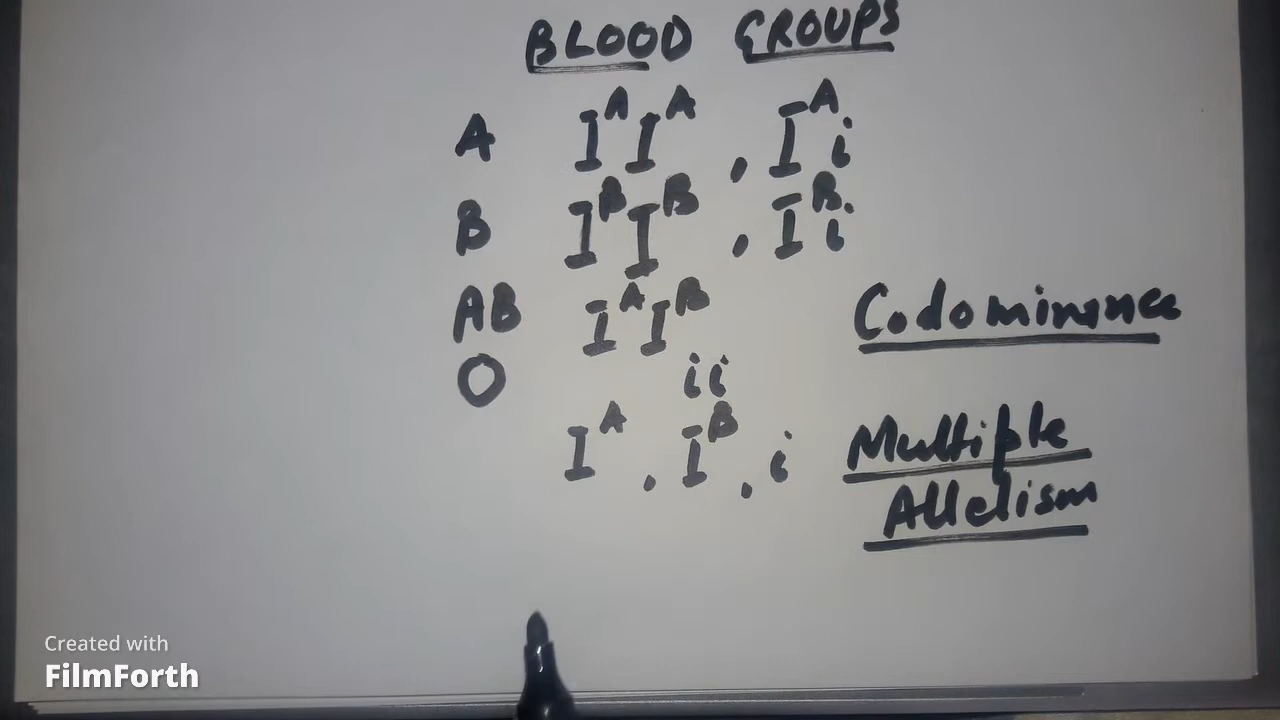 BLOOD GROUPS
A I^A I^A , I^A i
B I^B I^B , I^B i
AB I^A I^B Codominance
O ii
I^A , I^B , i Multiple
Allelism
Created with
FilmForth